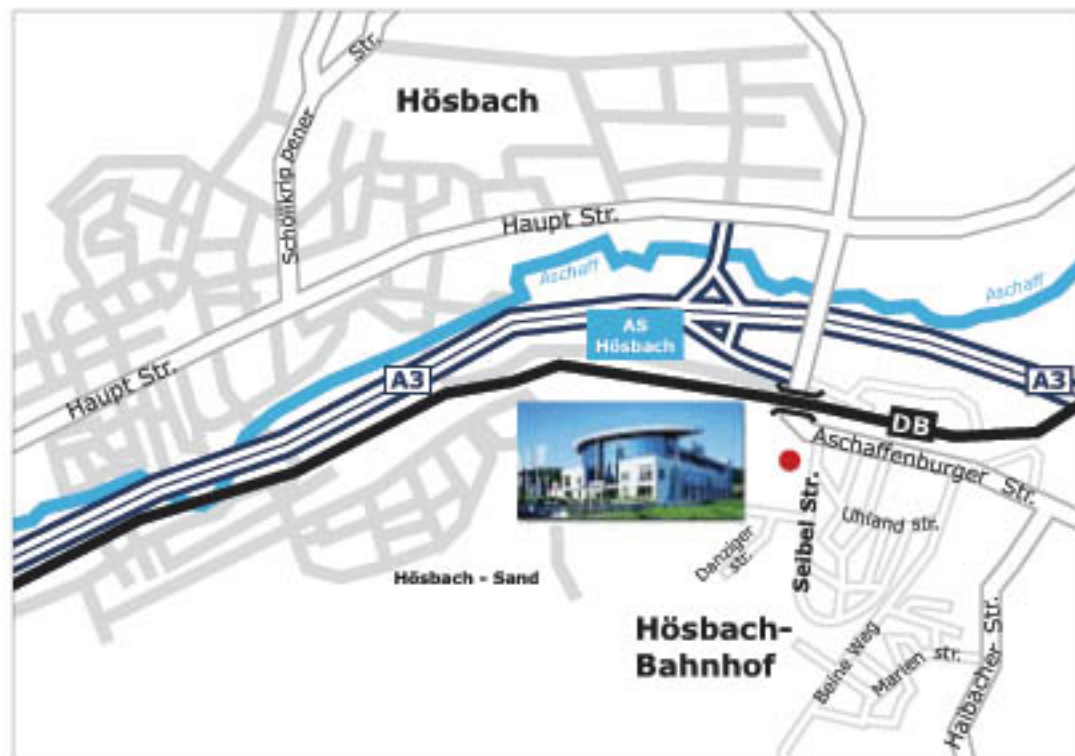 Str.
Hösbach
Schöllkrip pener
Haupt Str.
Aschaff
Aschaff
AS
Hösbach
Haupt Str.
A3
A3
DB
Aschaffenburger Str.
Seibel Str.
Uhland str.
Danziger
str.
Hösbach - Sand
Hösbach-
Bahnhof
Beine Weg
Marien str.
Haibacher Str.